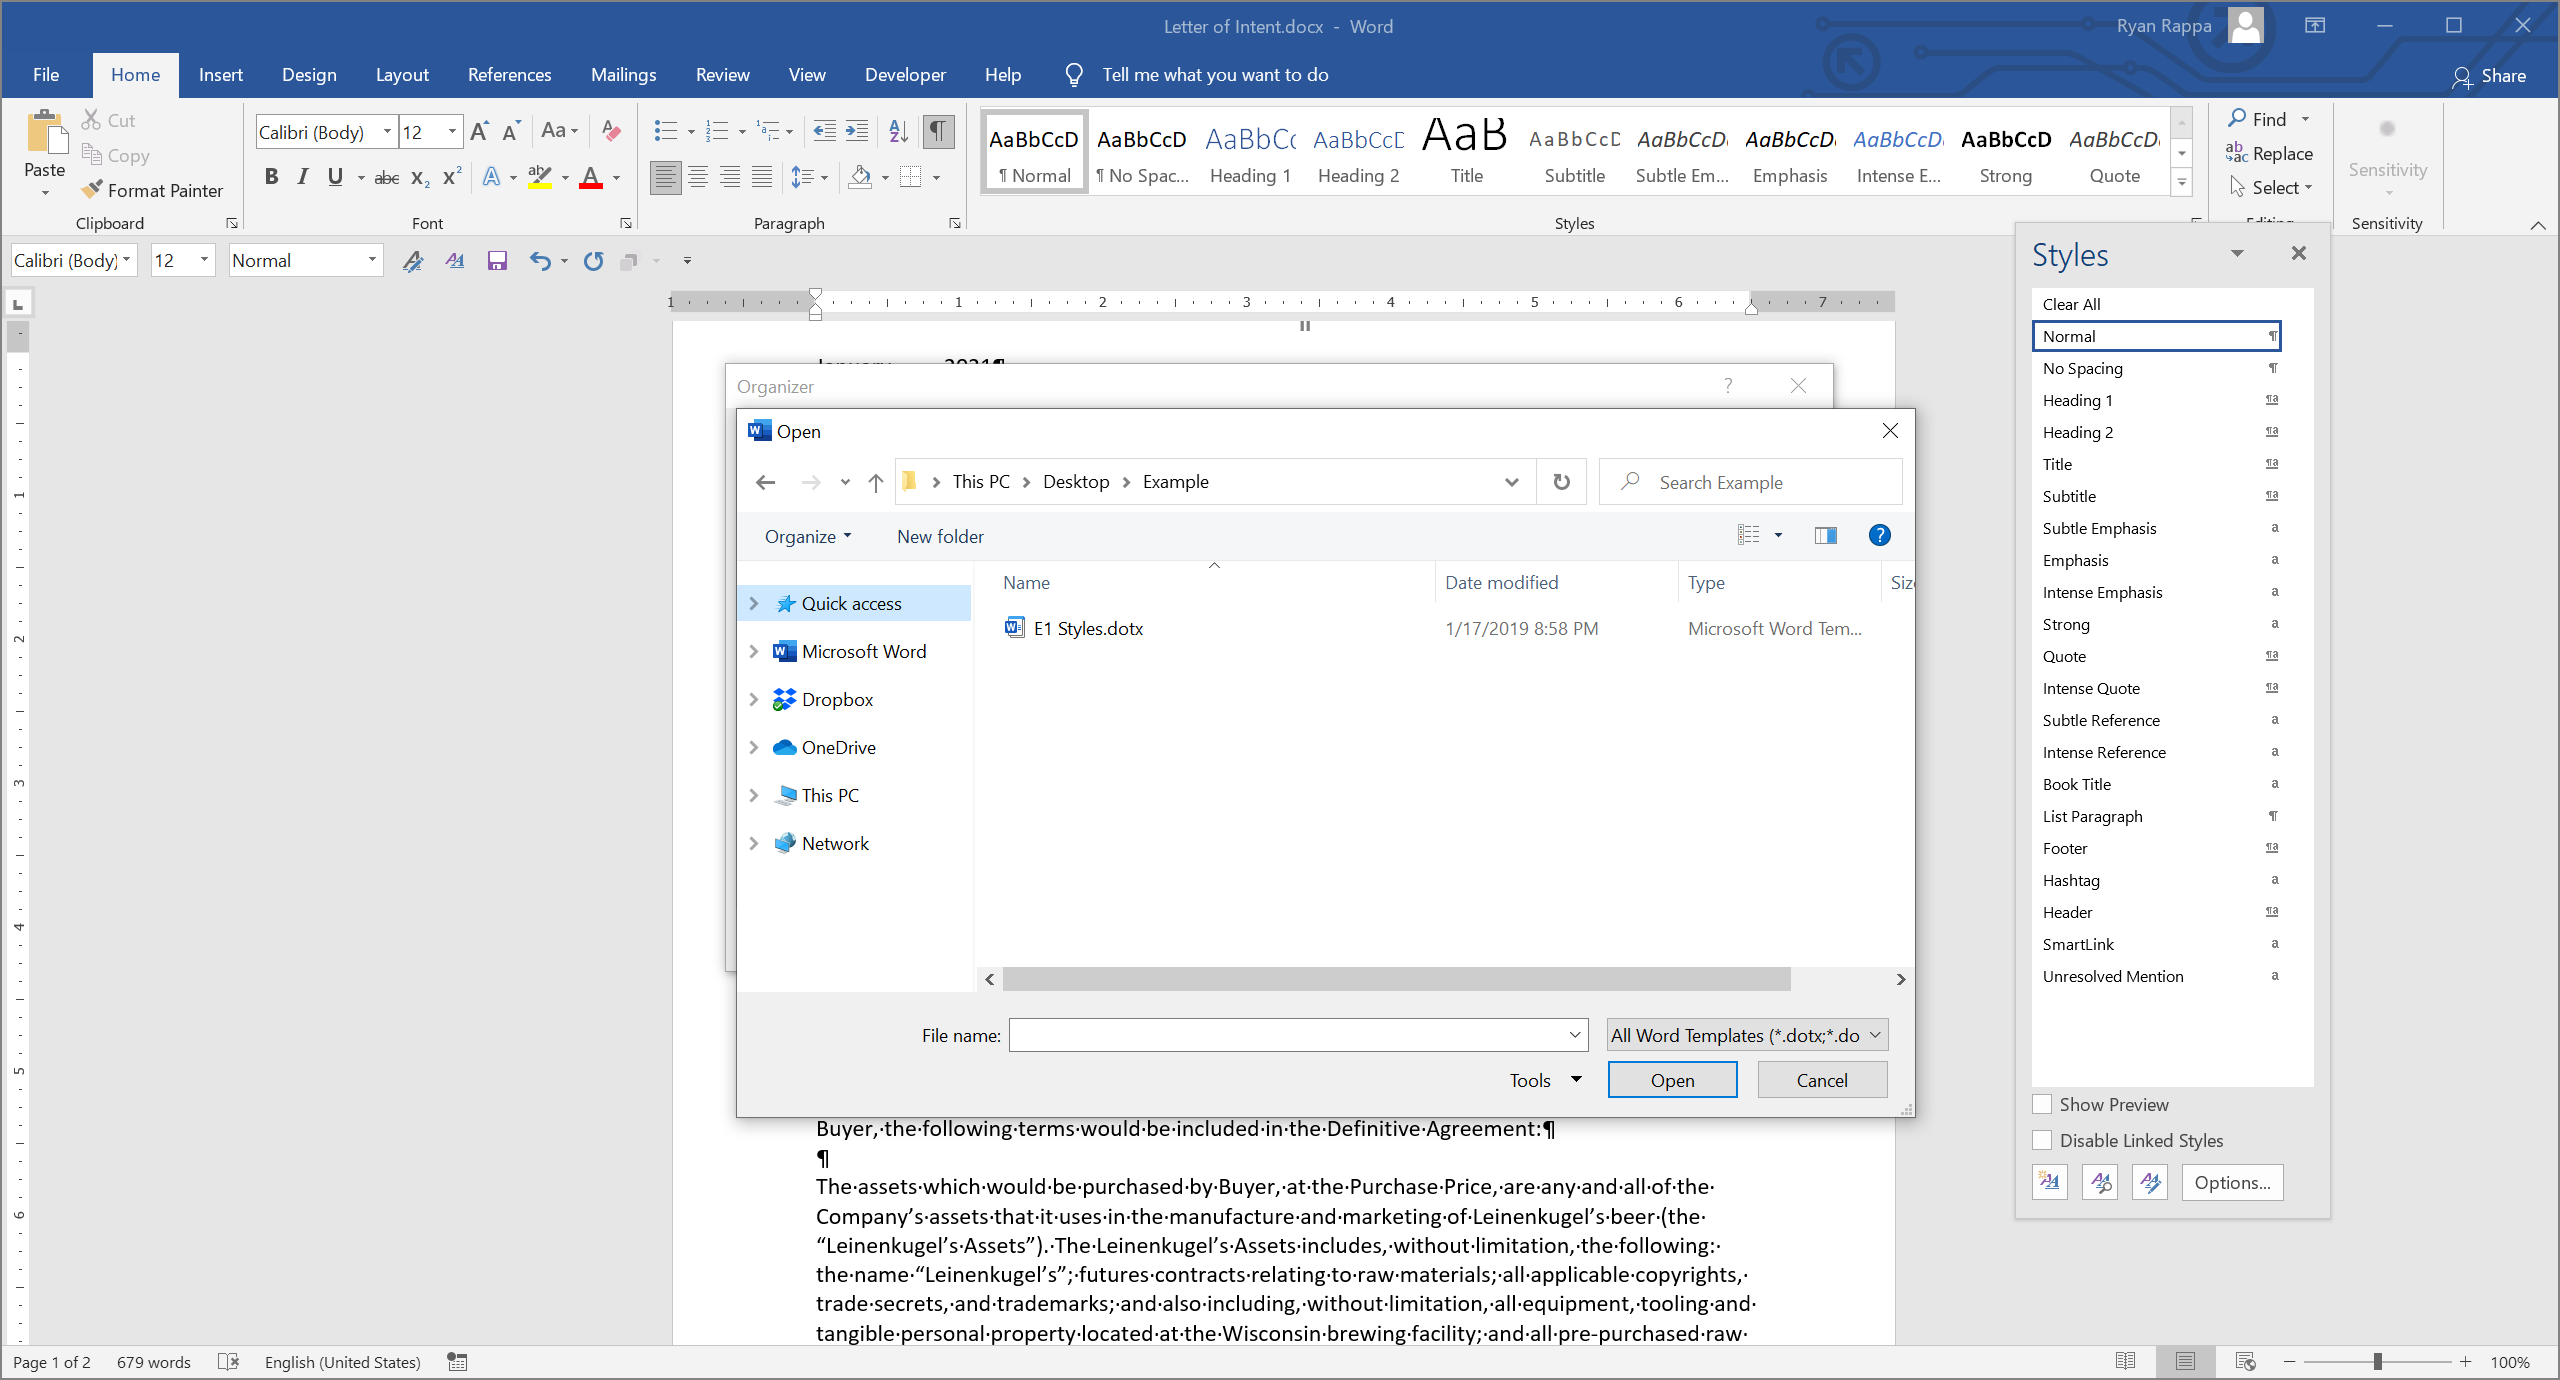 Letter of Intent.docx - Word
Ryan Rappa
File Home Insert Design Layout References Mailings Review View Developer Help Tell me what you want to do
Share
Paste
Cut
Copy
Format Painter
Clipboard
Calibri (Body) 12
Font
Paragraph
AaBbCcD AaBbCcD AaBbCc AaBbCcD AaB AaBbCcD AaBbCcD AaBbCcD AaBbCcD AaBbCcD AaBbCcD
¶ Normal ¶ No Spac... Heading 1 Heading 2 Title Subtitle Subtle Em... Emphasis Intense E... Strong Quote
Styles
Find
Replace
Select
Sensitivity
Sensitivity
Calibri (Body) 12 Normal
1 1 2 3 4 5 6 7
Styles
Clear All
Normal ¶
No Spacing ¶
Heading 1 ¶a
Heading 2 ¶a
Title ¶a
Subtitle ¶a
Subtle Emphasis a
Emphasis a
Intense Emphasis a
Strong a
Quote ¶a
Intense Quote ¶a
Subtle Reference a
Intense Reference a
Book Title a
List Paragraph ¶
Footer ¶a
Hashtag a
Header ¶a
SmartLink a
Unresolved Mention a
Show Preview
Disable Linked Styles
Options...
Organizer ?
Open
This PC > Desktop > Example
Search Example
Organize New folder
Name Date modified Type
E1 Styles.dotx 1/17/2019 8:58 PM Microsoft Word Tem...
Quick access
Microsoft Word
Dropbox
OneDrive
This PC
Network
File name: All Word Templates (*.dotx;*.do
Tools Open Cancel
Buyer, the following terms would be included in the Definitive Agreement:¶
¶
The assets which would be purchased by Buyer, at the Purchase Price, are any and all of the
Company’s assets that it uses in the manufacture and marketing of Leinenkugel’s beer (the
“Leinenkugel’s Assets”). The Leinenkugel’s Assets includes, without limitation, the following:
the name “Leinenkugel’s”; futures contracts relating to raw materials; all applicable copyrights,
trade secrets, and trademarks; and also including, without limitation, all equipment, tooling and
tangible personal property located at the Wisconsin brewing facility; and all pre-purchased raw
Page 1 of 2 679 words English (United States) 100%